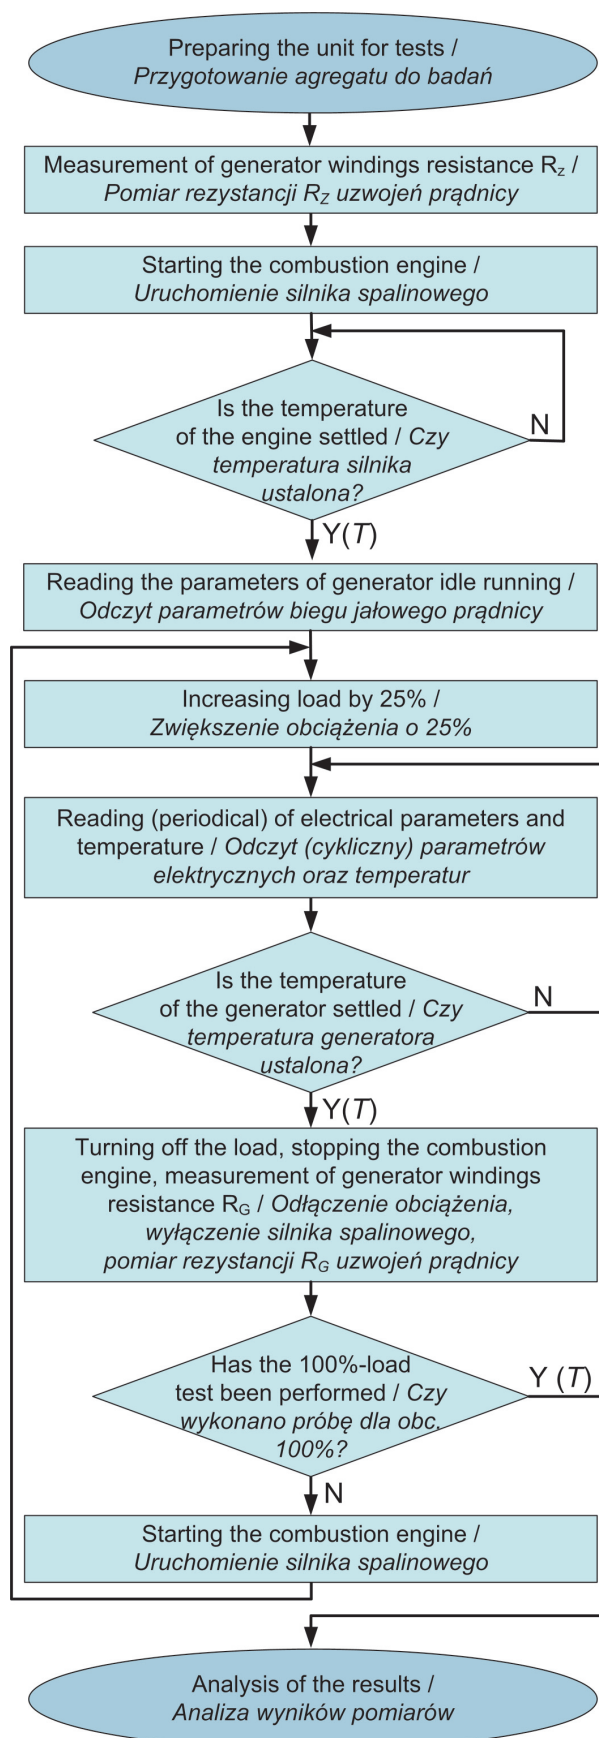 Preparing the unit for tests /
Przygotowanie agregatu do badań
Measurement of generator windings resistance Rz /
Pomiar rezystancji RZ uzwojeń prądnicy
Starting the combustion engine /
Uruchomienie silnika spalinowego
Is the temperature
of the engine settled / Czy
temperatura silnika
ustalona?
N
Y(T)
Reading the parameters of generator idle running /
Odczyt parametrów biegu jałowego prądnicy
Increasing load by 25% /
Zwiększenie obciążenia o 25%
Reading (periodical) of electrical parameters and
temperature / Odczyt (cykliczny) parametrów
elektrycznych oraz temperatur
Is the temperature
of the generator settled / Czy
temperatura generatora
ustalona?
N
Y(T)
Turning off the load, stopping the combustion
engine, measurement of generator windings
resistance RG / Odłączenie obciążenia,
wyłączenie silnika spalinowego,
pomiar rezystancji RG uzwojeń prądnicy
Has the 100%-load
test been performed / Czy
wykonano próbę dla obc.
100%?
Y (T)
N
Starting the combustion engine /
Uruchomienie silnika spalinowego
Analysis of the results /
Analiza wyników pomiarów